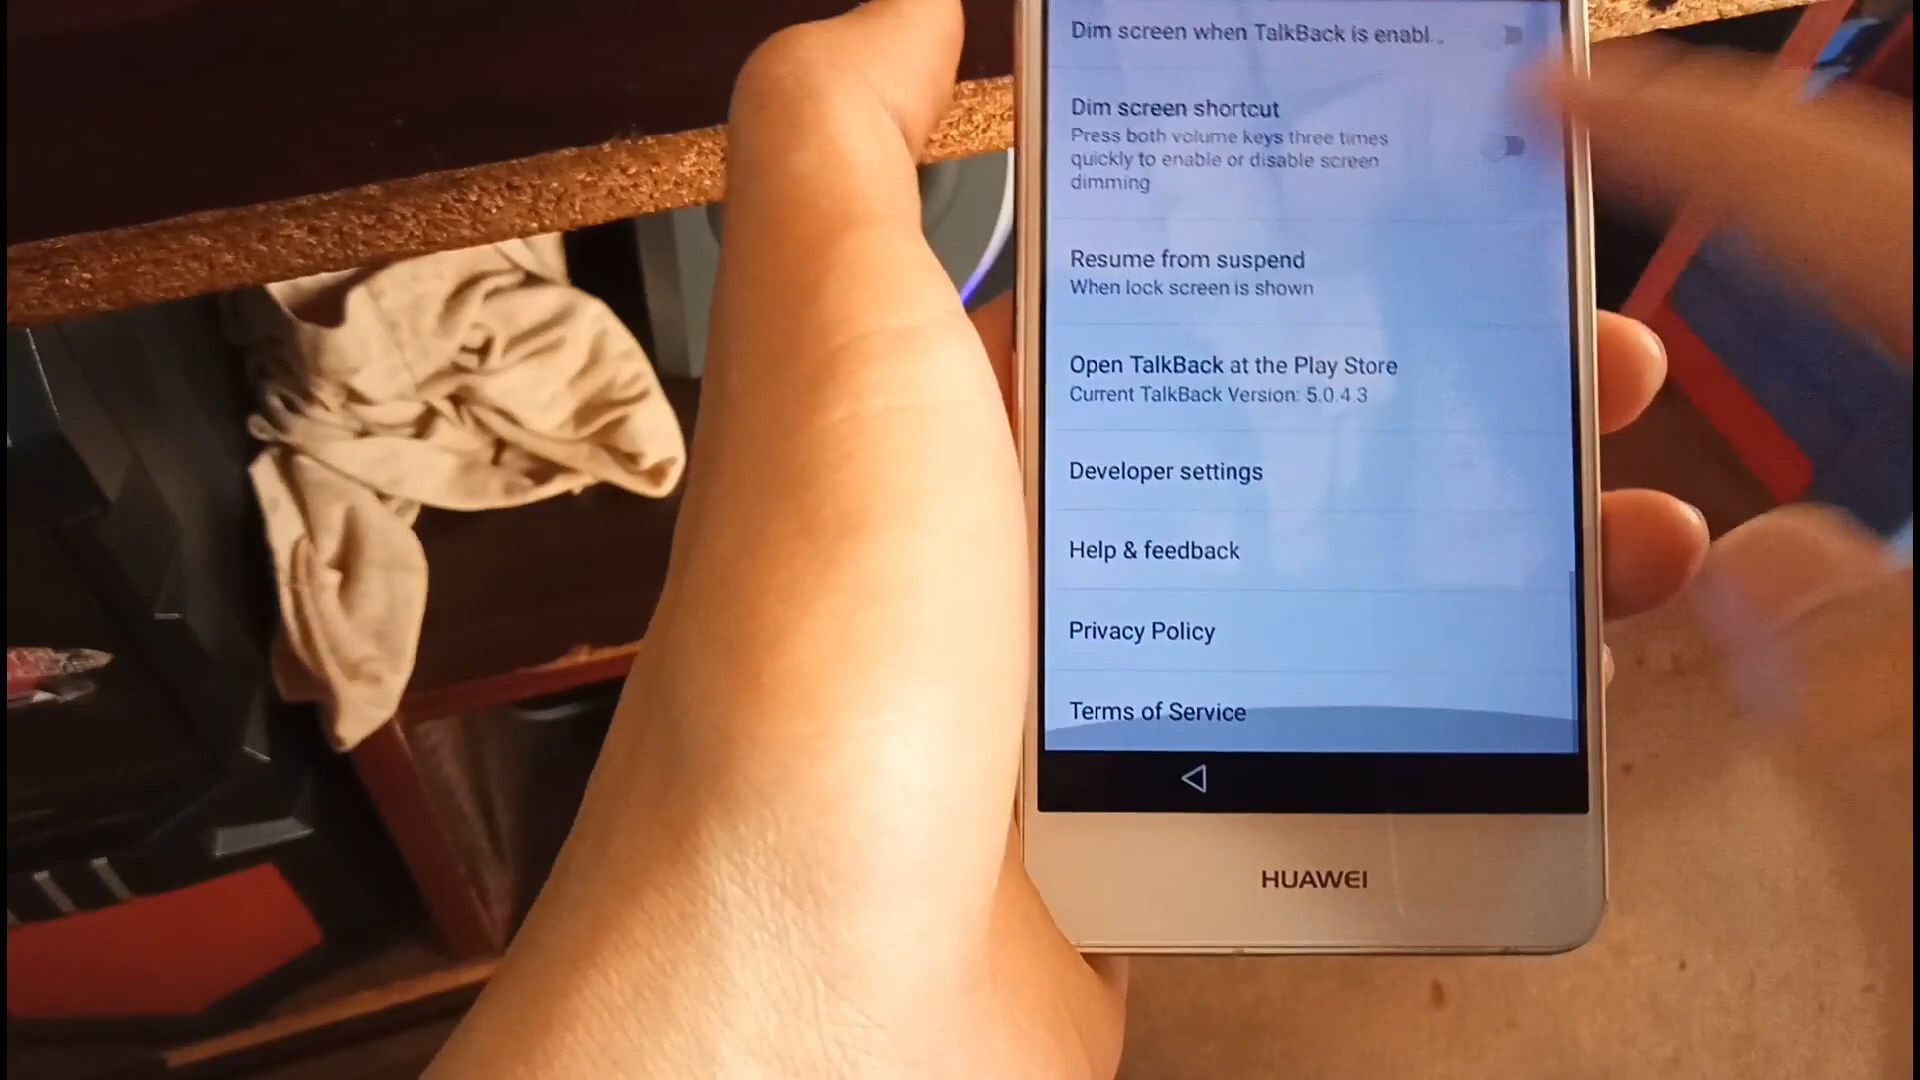 Dim screen when TalkBack is enabl...
Dim screen shortcut
Press both volume keys three times
quickly to enable or disable screen
dimming
Resume from suspend
When lock screen is shown
Open TalkBack at the Play Store
Current TalkBack Version: 5.0.4.3
Developer settings
Help & feedback
Privacy Policy
Terms of Service
HUAWEI